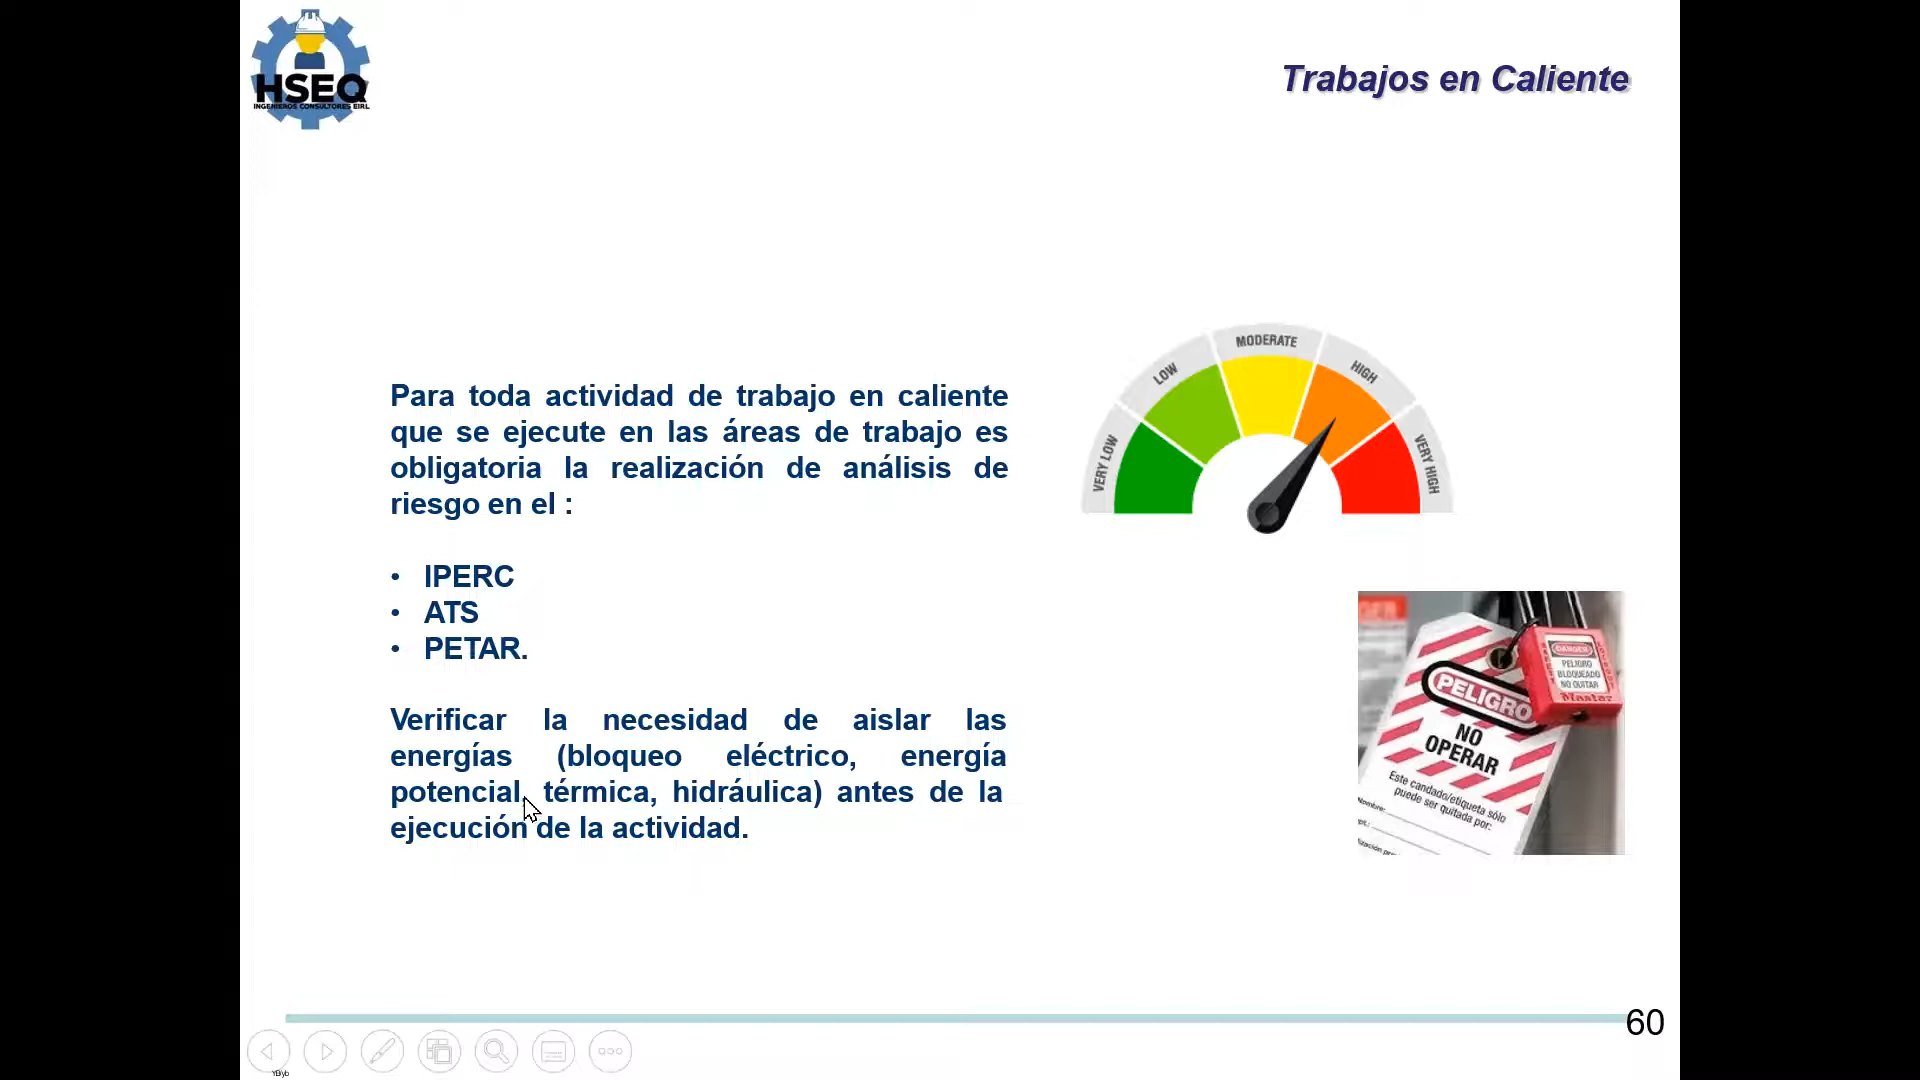 HSEQ
INGENIEROS CONSULTORES EIRL
Trabajos en Caliente
Para toda actividad de trabajo en caliente
que se ejecute en las áreas de trabajo es
obligatoria la realización de análisis de
riesgo en el :
• IPERC
• ATS
• PETAR.
Verificar la necesidad de aislar las
energías (bloqueo eléctrico, energía
potencial, térmica, hidráulica) antes de la
ejecución de la actividad.
VERY LOW
LOW
MODERATE
HIGH
VERY HIGH
DANGER
PELIGRO
BLOQUEADO
NO QUITAR
Master
PELIGRO
NO
OPERAR
Este candado/etiqueta sólo
puede ser quitada por:
Nombre:
60